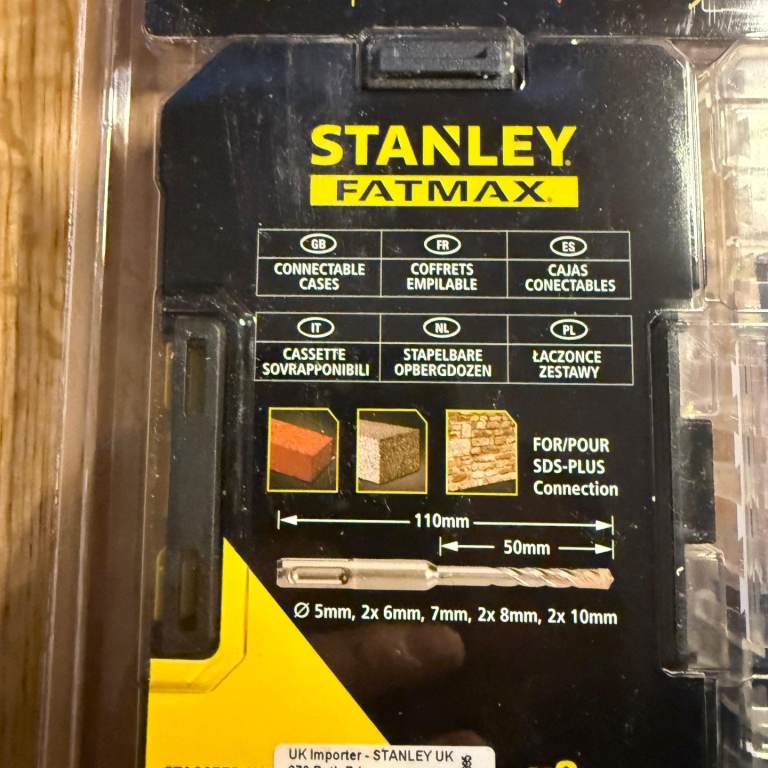 STANLEY
FATMAX
GB FR ES
CONNECTABLE CASES COFFRETS EMPILABLE CAJAS CONECTABLES
IT NL PL
CASSETTE SOVRAPPONIBILI STAPELBARE OPBERGDOZEN ŁACZONCE ZESTAWY
FOR/POUR
SDS-PLUS
Connection
110mm
50mm
Ø 5mm, 2x 6mm, 7mm, 2x 8mm, 2x 10mm
UK Importer - STANLEY UK